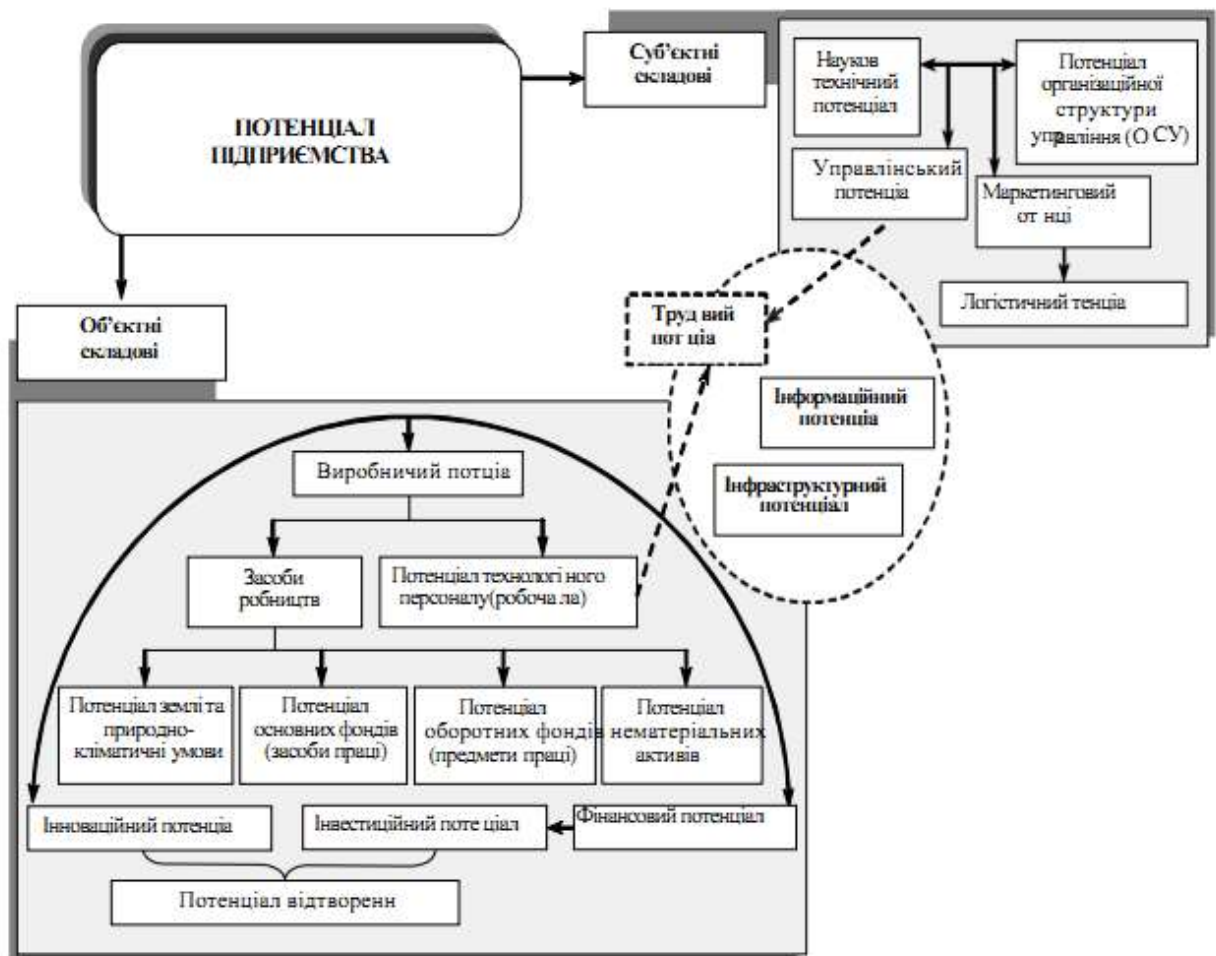 ПОТЕНЦІАЛ
ПІДПРИЄМСТВА
Суб’єктні
складові
Науков
технічний
потенціал
Потенціал
організаційної
структури
управління (О СУ)
Управлінський
потенціа
Маркетинговий
от нці
Логістичний тенціа
Об’єктні
складові
Труд вий
пот ціа
Інформаційний
потенціа
Інфраструктурний
потенціал
Виробничий потціа
Засоби
робництв
Потенціал технологі ного
персоналу(робоча ла)
Потенціал землі та
природно-
кліматичні умови
Потенціал
основних фондів
(засоби праці)
Потенціал
оборотних фондів
(предмети праці)
Потенціал
нематеріальних
активів
Інноваційний потенціа
Інвестиційний поте ціал
Фінансовий потенціал
Потенціал відтворенн